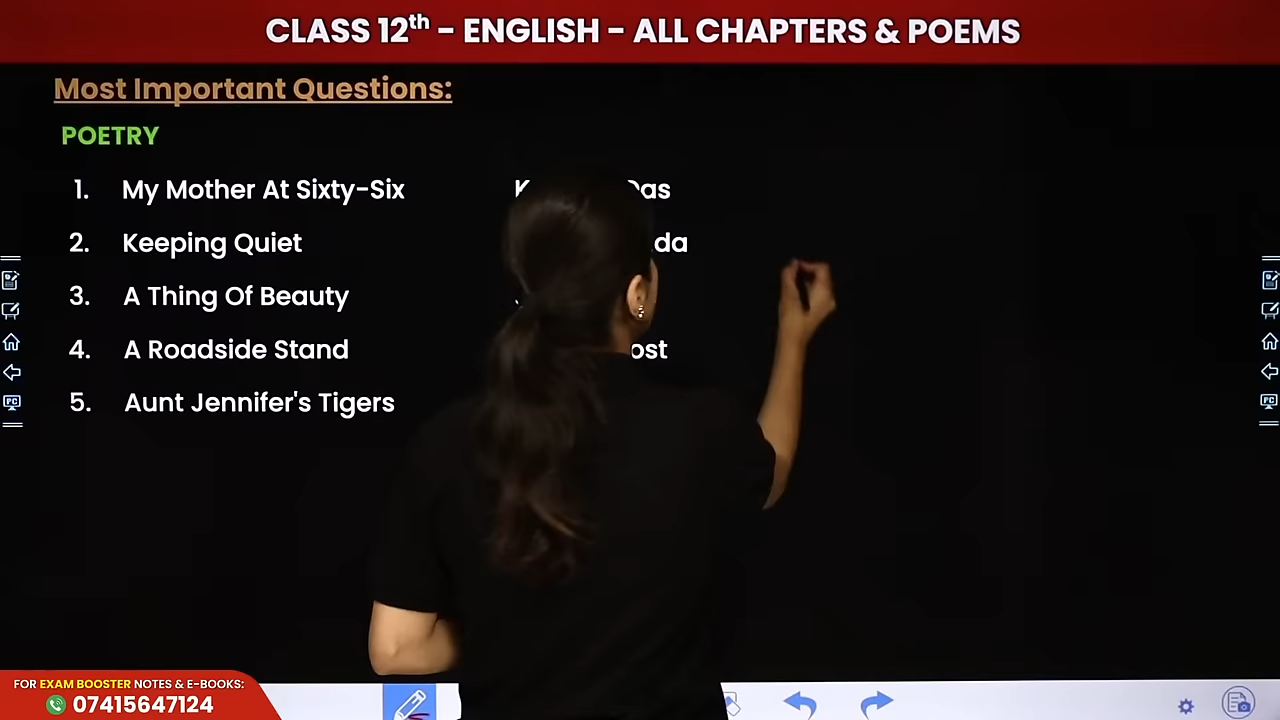 CLASS 12th - ENGLISH - ALL CHAPTERS & POEMS
Most Important Questions:
POETRY
1. My Mother At Sixty-Six
2. Keeping Quiet
3. A Thing Of Beauty
4. A Roadside Stand
5. Aunt Jennifer's Tigers
FOR EXAM BOOSTER NOTES & E-BOOKS:
07415647124